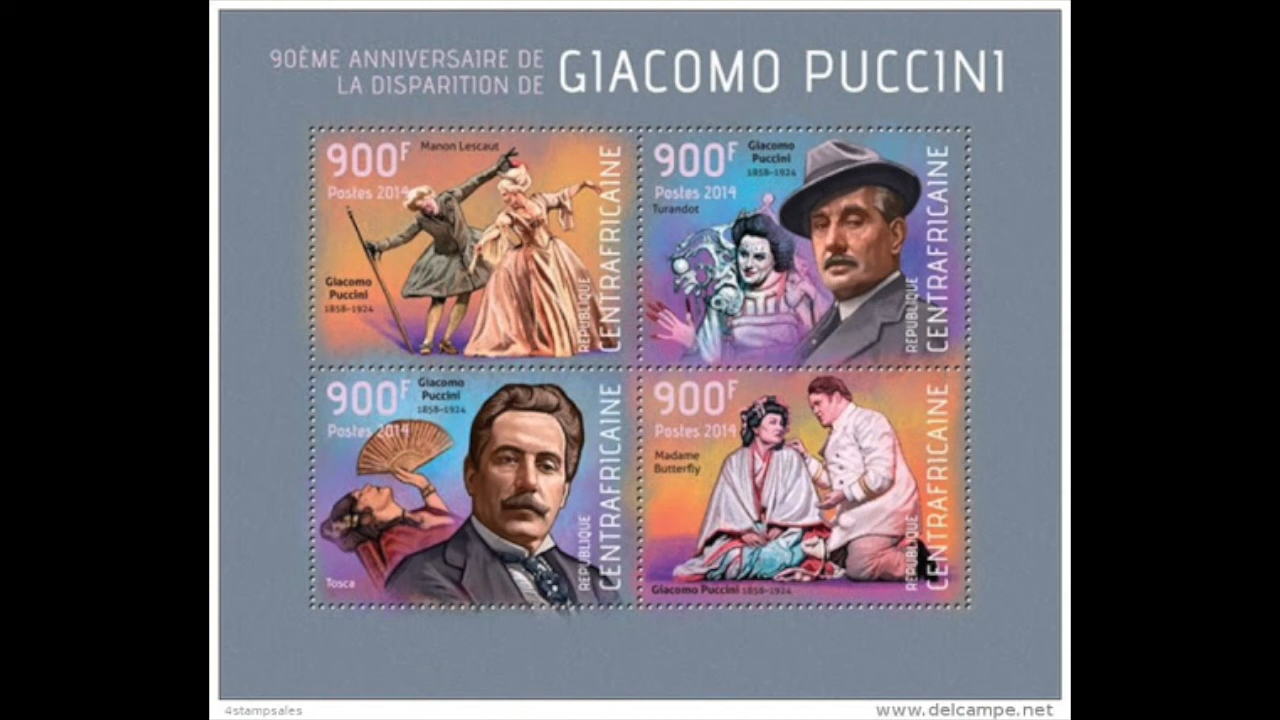 90ÈME ANNIVERSAIRE DE
LA DISPARITION DE
GIACOMO PUCCINI
900F
Manon Lescaut
Postes 2014
Giacomo
Puccini
1858-1924
REPUBLIQUE
CENTRAFRICAINE
900F
Giacomo
Puccini
1858-1924
Postes 2014
Turandot
REPUBLIQUE
CENTRAFRICAINE
900F
Giacomo
Puccini
1858-1924
Postes 2014
Tosca
REPUBLIQUE
CENTRAFRICAINE
900F
Postes 2014
Madame
Butterfly
Giacomo Puccini 1858-1924
REPUBLIQUE
CENTRAFRICAINE
4stampsales
www.delcampe.net